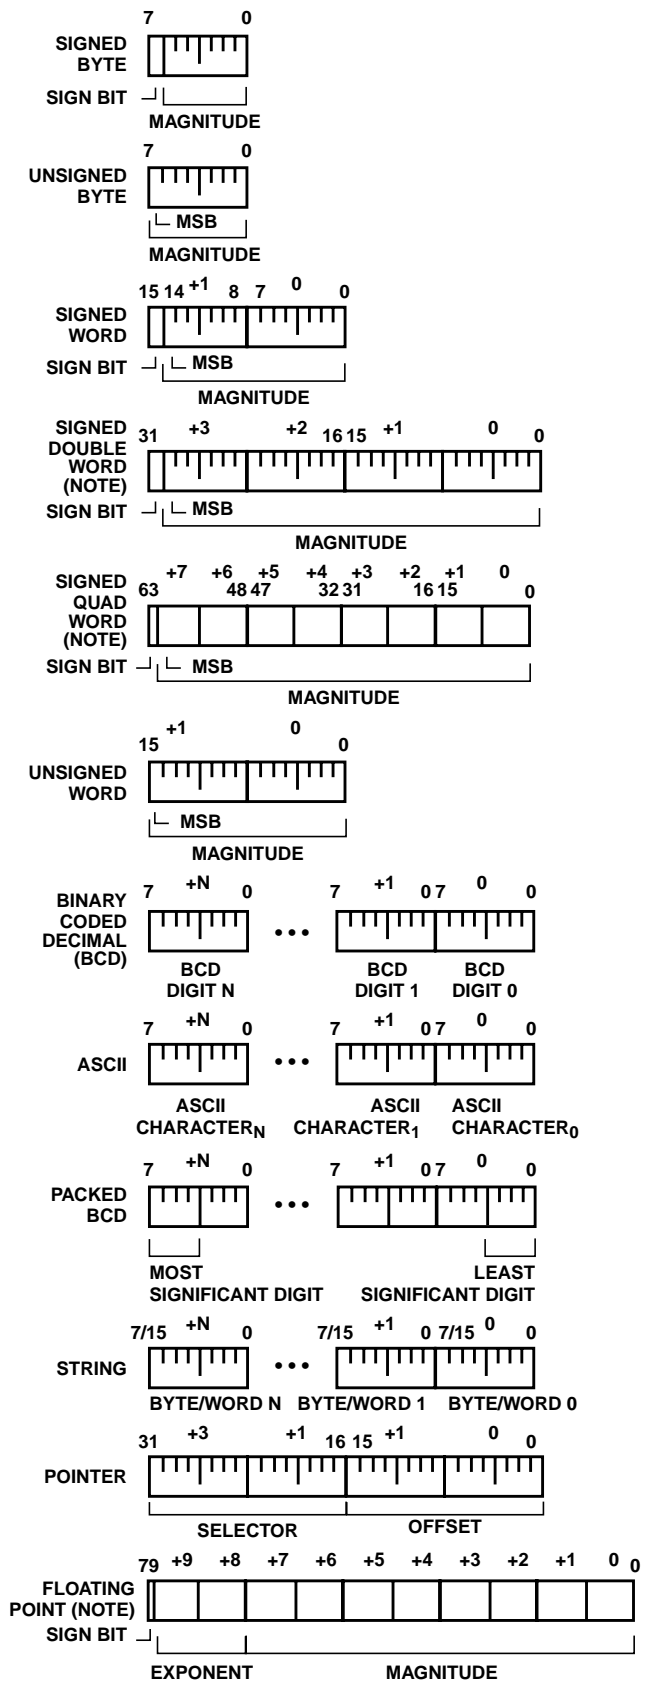 7 0
SIGNED
BYTE
SIGN BIT
MAGNITUDE
7 0
UNSIGNED
BYTE
MSB
MAGNITUDE
15 14 +1 8 7 0 0
SIGNED
WORD
SIGN BIT MSB
MAGNITUDE
SIGNED
DOUBLE
WORD
(NOTE)
31 +3 +2 16 15 +1 0 0
SIGN BIT MSB
MAGNITUDE
SIGNED
QUAD
WORD
(NOTE)
+7 +6 +5 +4 +3 +2 +1 0
63 48 47 32 31 16 15 0
SIGN BIT MSB
MAGNITUDE
+1 0
15 0
UNSIGNED
WORD
MSB
MAGNITUDE
BINARY
CODED
DECIMAL
(BCD)
7 +N 0 7 +1 0 7 0 0
•••
BCD
DIGIT N
BCD
DIGIT 1
BCD
DIGIT 0
7 +N 0 7 +1 0 7 0 0
ASCII •••
ASCII
CHARACTERN
ASCII
CHARACTER1
ASCII
CHARACTER0
7 +N 0 7 +1 0 7 0 0
PACKED
BCD
•••
MOST
SIGNIFICANT DIGIT
LEAST
SIGNIFICANT DIGIT
7/15 +N 0 7/15 +1 0 7/15 0 0
STRING •••
BYTE/WORD N BYTE/WORD 1 BYTE/WORD 0
31 +3 +1 16 15 +1 0 0
POINTER
SELECTOR OFFSET
79 +9 +8 +7 +6 +5 +4 +3 +2 +1 0 0
FLOATING
POINT (NOTE)
SIGN BIT
EXPONENT MAGNITUDE